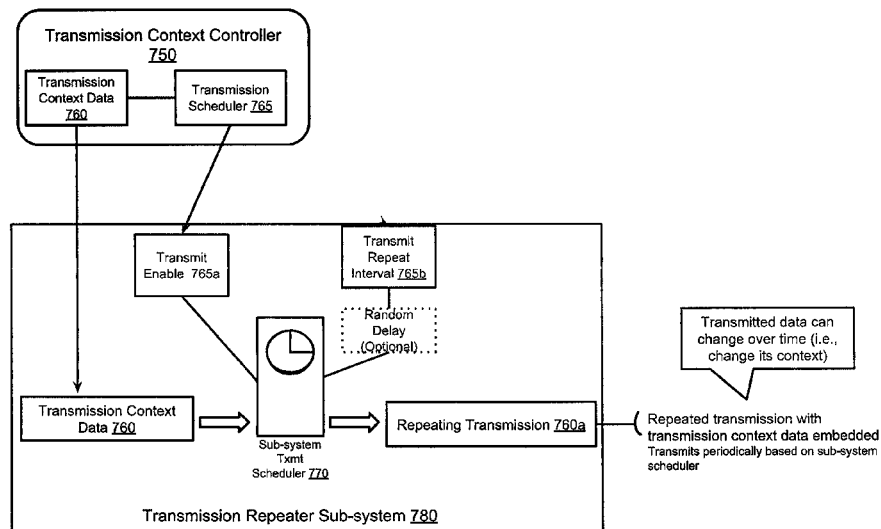 Transmission Context Controller
750
Transmission
Context Data
760
Transmission
Scheduler 765
Transmit
Enable 765a
Transmit
Repeat
Interval 765b
Random
Delay
(Optional)
Transmitted data can
change over time (i.e.,
change its context)
Transmission Context
Data 760
Sub-system
Txmt
Scheduler 770
Repeating Transmission 760a
Repeated transmission with
transmission context data embedded
Transmits periodically based on sub-system
scheduler
Transmission Repeater Sub-system 780